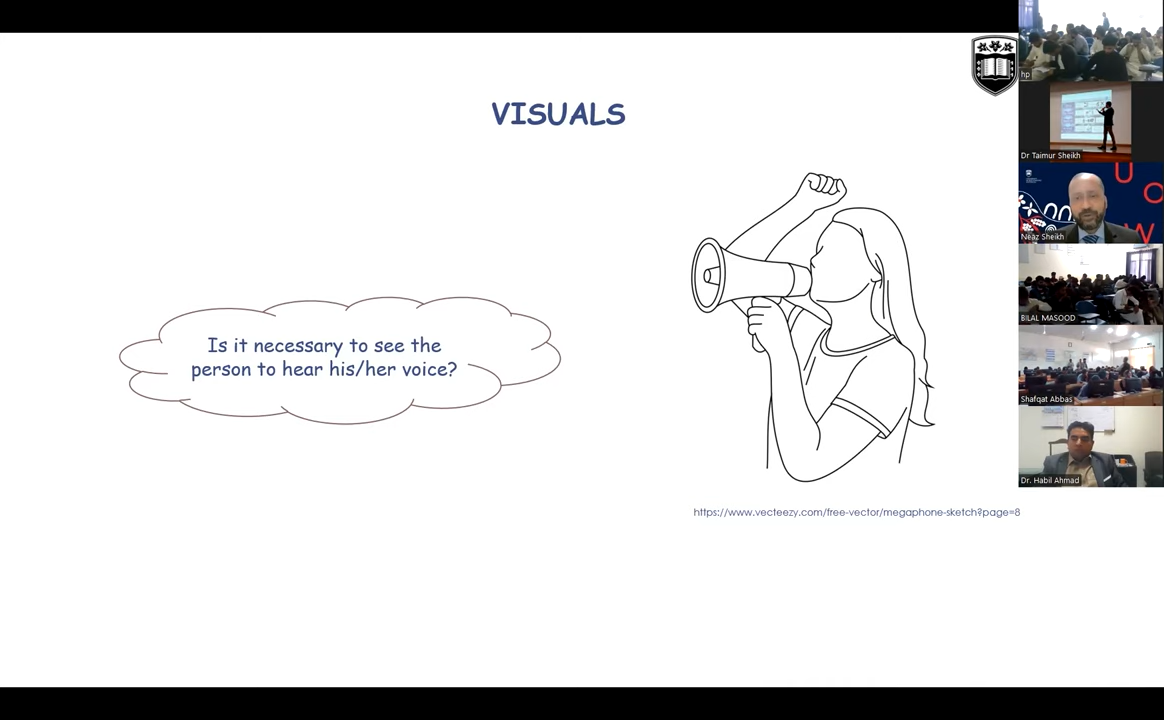 VISUALS
Is it necessary to see the
person to hear his/her voice?
https://www.vecteezy.com/free-vector/megaphone-sketch?page=8
hp
Dr Taimur Sheikh
U
O
W
Neaz Sheikh
BILAL MASOOD
Shafqat Abbas
Dr. Habil Ahmad